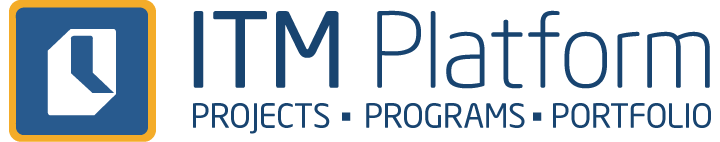 ITM Platform
PROJECTS ▪ PROGRAMS ▪ PORTFOLIO